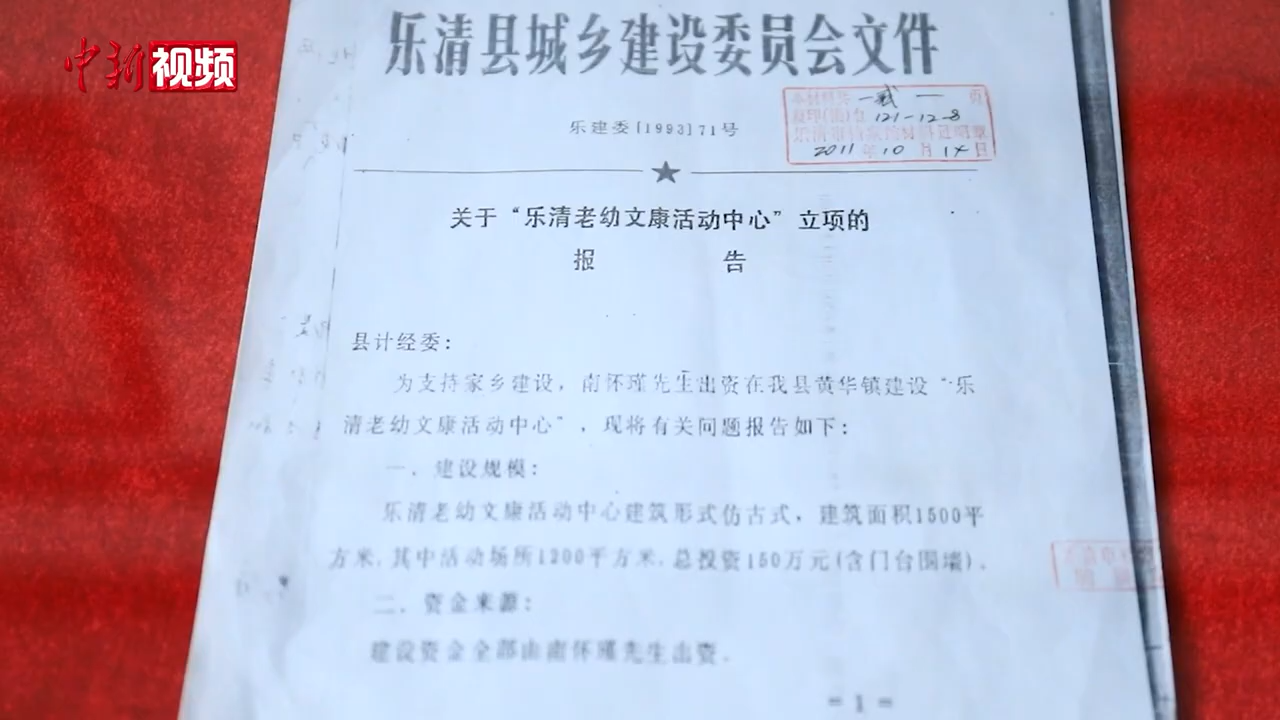 中新视频
乐清县城乡建设委员会文件
一贰一 页
121-12-8
2011年10月14日
乐建委[1993]71号
关于“乐清老幼文康活动中心”立项的
报 告
县计经委：
为支持家乡建设，南怀瑾先生出资在我县黄华镇建设“乐
清老幼文康活动中心”，现将有关问题报告如下：
一．建设规模：
乐清老幼文康活动中心建筑形式仿古式，建筑面积1500平
方米，其中活动场所1200平方米，总投资150万元(含门台围墙)．
二．资金来源：
建设资金全部由南怀瑾先生出资．
- 1 -